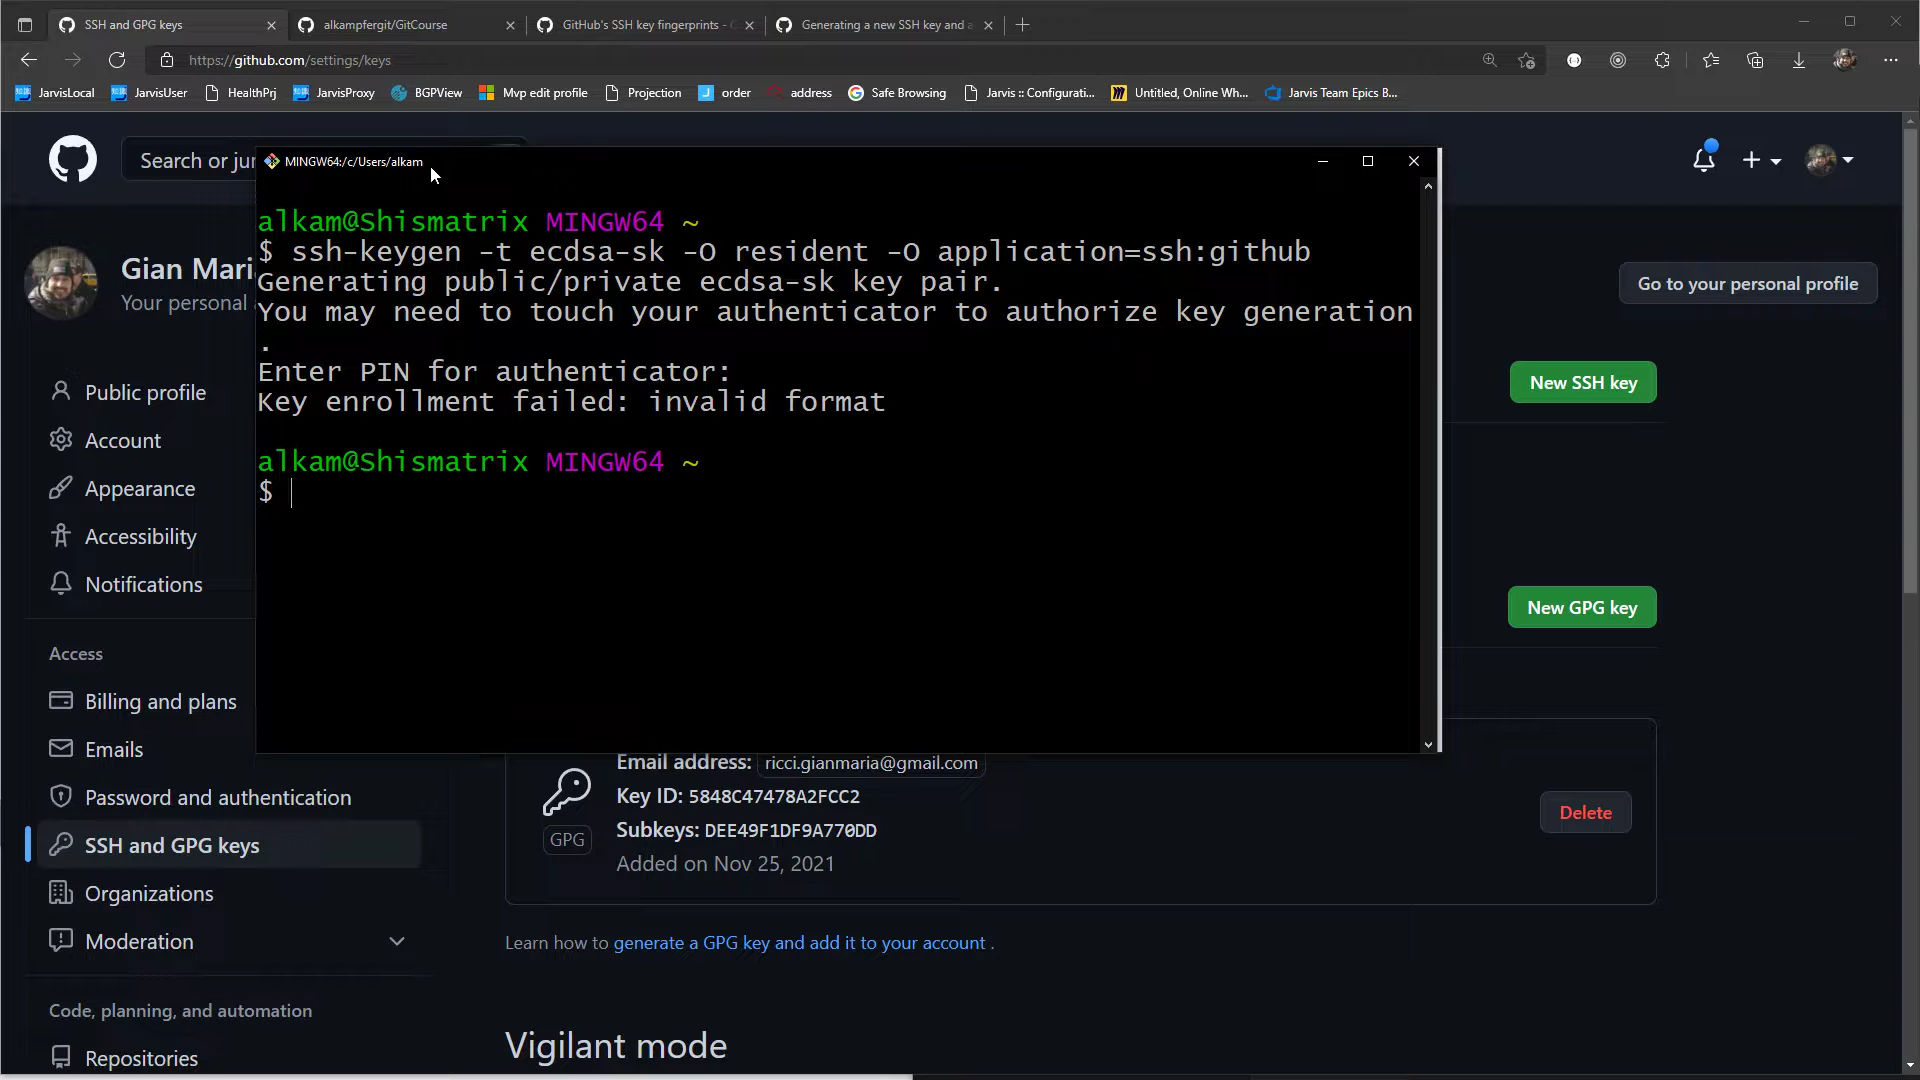 SSH and GPG keys
alkampfergit/GitCourse
GitHub's SSH key fingerprints -
Generating a new SSH key and a
https://github.com/settings/keys
JarvisLocal
JarvisUser
HealthPrj
JarvisProxy
BGPView
Mvp edit profile
Projection
order
address
Safe Browsing
Jarvis :: Configurati...
Untitled, Online Wh...
Jarvis Team Epics B...
Search or jur
MINGW64:/c/Users/alkam
alkam@Shismatrix MINGW64 ~
$ ssh-keygen -t ecdsa-sk -O resident -O application=ssh:github
Generating public/private ecdsa-sk key pair.
You may need to touch your authenticator to authorize key generation
.
Enter PIN for authenticator:
Key enrollment failed: invalid format
alkam@Shismatrix MINGW64 ~
$
Gian Mari
Your personal
Go to your personal profile
Public profile
Account
Appearance
Accessibility
Notifications
Access
Billing and plans
Emails
Password and authentication
SSH and GPG keys
Organizations
Moderation
Code, planning, and automation
Repositories
New SSH key
New GPG key
Email address: ricci.gianmaria@gmail.com
Key ID: 5848C47478A2FCC2
GPG
Subkeys: DEE49F1DF9A770DD
Added on Nov 25, 2021
Delete
Learn how to generate a GPG key and add it to your account .
Vigilant mode